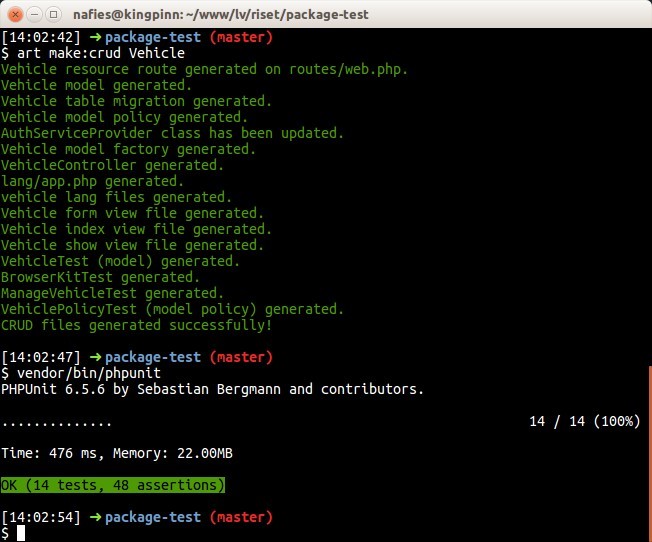 nafies@kingpinn: ~/www/lv/riset/package-test
[14:02:42] ➜ package-test (master)
$ art make:crud Vehicle
Vehicle resource route generated on routes/web.php.
Vehicle model generated.
Vehicle table migration generated.
Vehicle model policy generated.
AuthServiceProvider class has been updated.
Vehicle model factory generated.
VehicleController generated.
lang/app.php generated.
vehicle lang files generated.
Vehicle form view file generated.
Vehicle index view file generated.
Vehicle show view file generated.
VehicleTest (model) generated.
BrowserKitTest generated.
ManageVehicleTest generated.
VehiclePolicyTest (model policy) generated.
CRUD files generated successfully!
[14:02:47] ➜ package-test (master)
$ vendor/bin/phpunit
PHPUnit 6.5.6 by Sebastian Bergmann and contributors.
.............. 14 / 14 (100%)
Time: 476 ms, Memory: 22.00MB
OK (14 tests, 48 assertions)
[14:02:54] ➜ package-test (master)
$